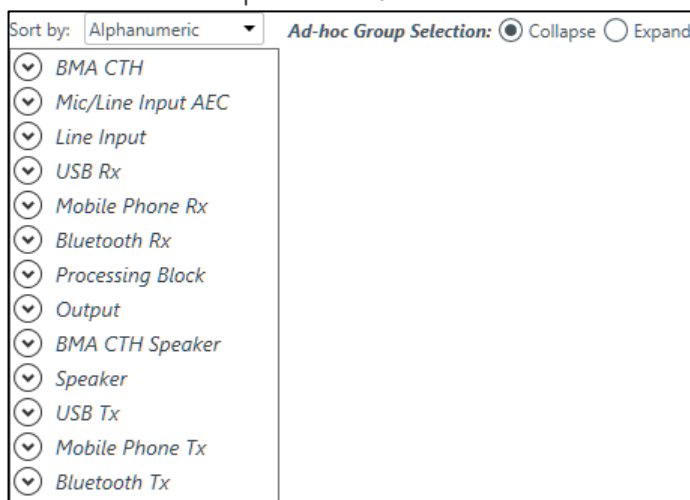 Sort by: Alphanumeric Ad-hoc Group Selection: Collapse Expand
BMA CTH
Mic/Line Input AEC
Line Input
USB Rx
Mobile Phone Rx
Bluetooth Rx
Processing Block
Output
BMA CTH Speaker
Speaker
USB Tx
Mobile Phone Tx
Bluetooth Tx